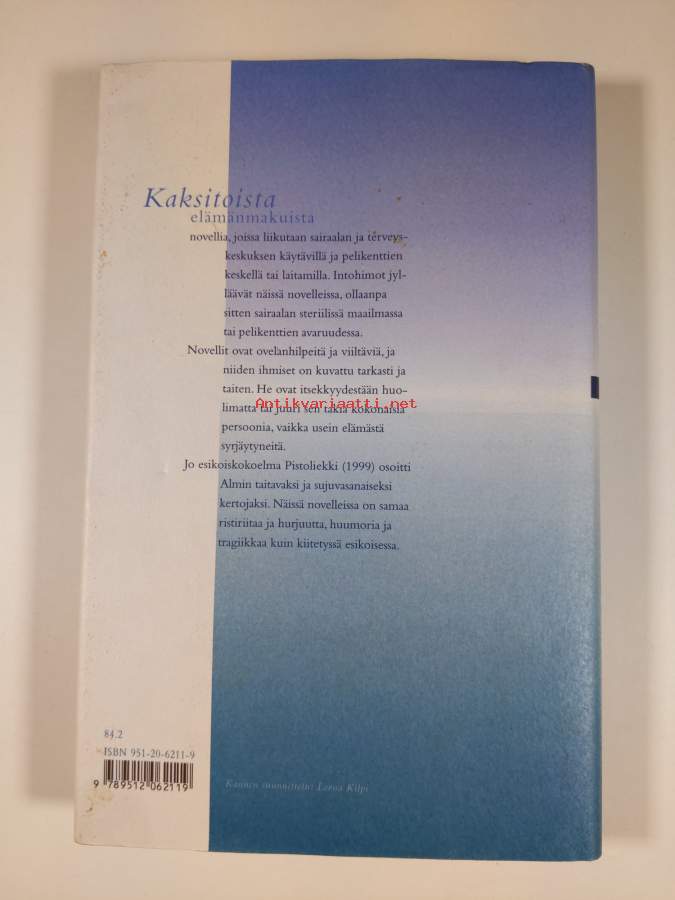 Kaksitoista
elämänmakuista
novellia, joissa liikutaan sairaalan ja terveys-
keskuksen käytävillä ja pelikenttien
keskellä tai laitamilla. Intohimot jyl-
läävät näissä novelleissa, ollaanpa
sitten sairaalan steriilissä maailmassa
tai pelikenttien avaruudessa.
Novellit ovat ovelanhilpeitä ja viiltäviä, ja
niiden ihmiset on kuvattu tarkasti ja
taiten. He ovat itsekkyydestään huo-
limatta tai juuri sen takia kokonaisia
Antikvariaatti.net
persoonia, vaikka usein elämästä
syrjäytyneitä.
Jo esikoiskokoelma Pistoliekki (1999) osoitti
Almin taitavaksi ja sujuvasanaiseksi
kertojaksi. Näissä novelleissa on samaa
ristiriitaa ja hurjuutta, huumoria ja
tragiikkaa kuin kiitetyssä esikoisessa.
84.2
ISBN 951-20-6211-9
9 789512 062119
Kannen suunnittelu: Leena Kilpi